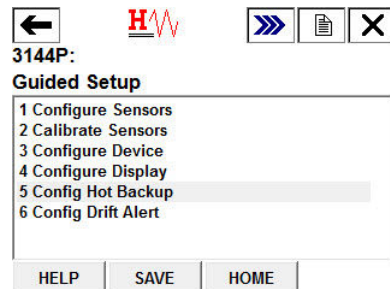 H
3144P:
Guided Setup
1 Configure Sensors
2 Calibrate Sensors
3 Configure Device
4 Configure Display
5 Config Hot Backup
6 Config Drift Alert
HELP SAVE HOME